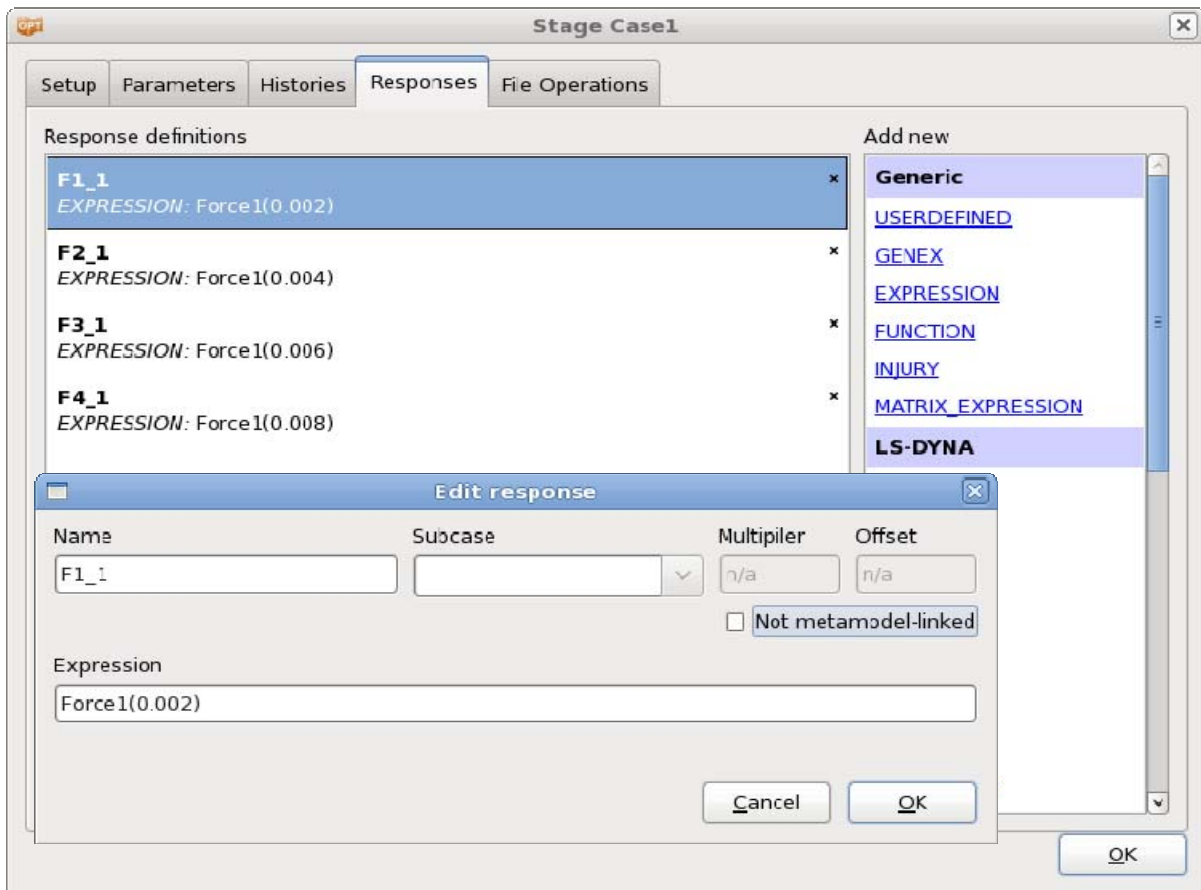 OPT
Stage Case1
Setup Parameters Histories Responses File Operations
Response definitions
F1_1
EXPRESSION: Force1(0.002)
F2_1
EXPRESSION: Force1(0.004)
F3_1
EXPRESSION: Force1(0.006)
F4_1
EXPRESSION: Force1(0.008)
Add new
Generic
USERDEFINED
GENEX
EXPRESSION
FUNCTION
INJURY
MATRIX_EXPRESSION
LS-DYNA
Edit response
Name Subcase Multipiler Offset
F1_1 n/a n/a
Not metamodel-linked
Expression
Force1(0.002)
Cancel OK
OK